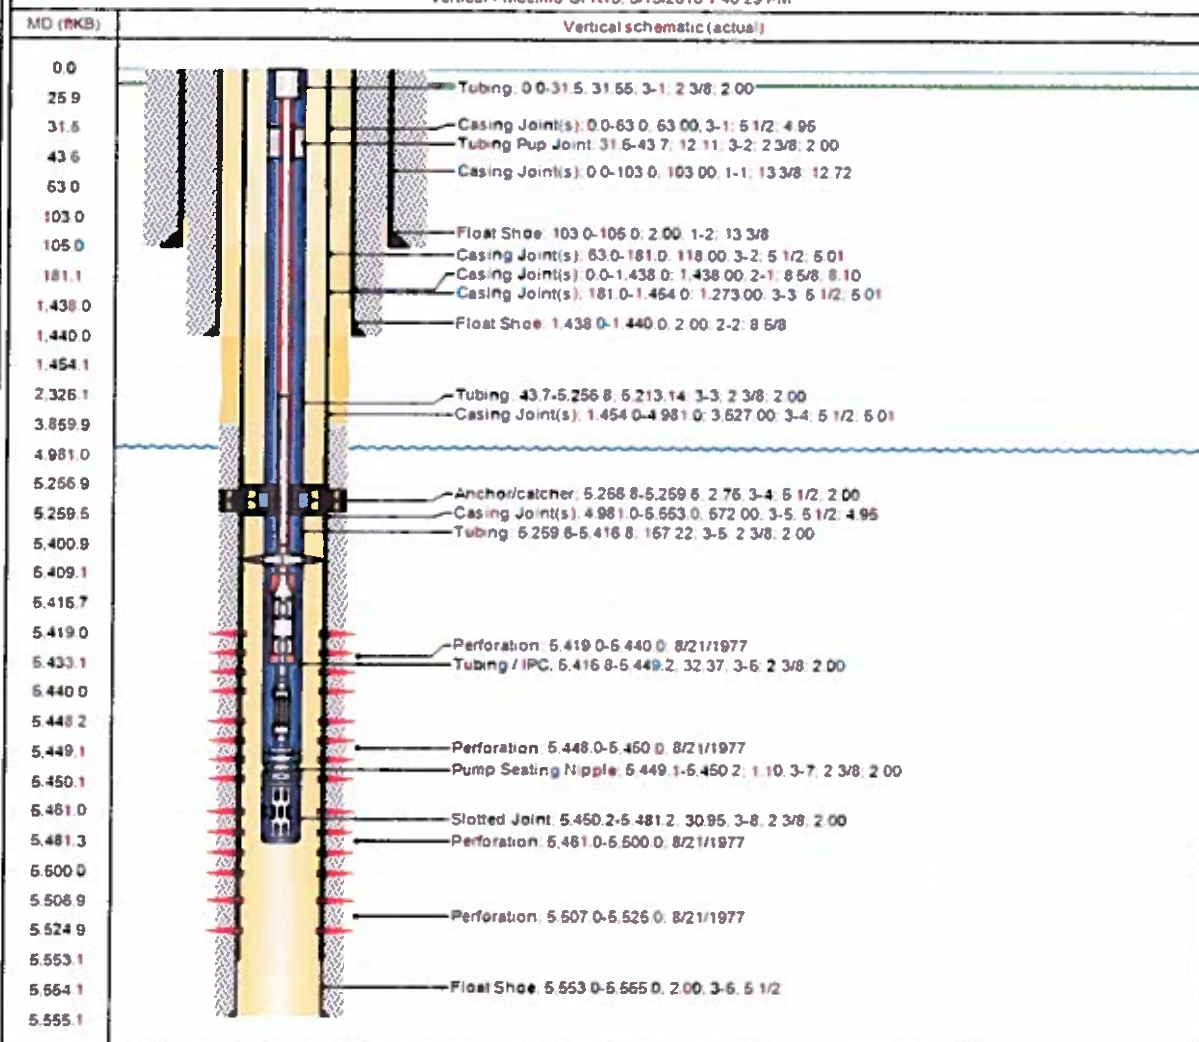 MD (ftKB)
Vertical schematic (actual)
0.0
25.9
31.5
43.6
63.0
103.0
105.0
181.1
1,438.0
1,440.0
1,454.1
2,326.1
3,859.9
4,981.0
5,256.9
5,259.5
5,400.9
5,409.1
5,416.7
5,419.0
5,433.1
5,440.0
5,448.2
5,449.1
5,450.1
5,461.0
5,481.3
5,500.0
5,506.9
5,524.9
5,553.1
5,554.1
5,555.1
Tubing; 0.0-31.5; 31.55; 3-1; 2 3/8; 2.00
Casing Joint(s); 0.0-63.0; 63.00; 3-1; 5 1/2; 4.95
Tubing Pup Joint; 31.5-43.7; 12.11; 3-2; 2 3/8; 2.00
Casing Joint(s); 0.0-103.0; 103.00; 1-1; 13 3/8; 12.72
Float Shoe; 103.0-105.0; 2.00; 1-2; 13 3/8
Casing Joint(s); 63.0-181.0; 118.00; 3-2; 5 1/2; 5.01
Casing Joint(s); 0.0-1,438.0; 1,438.00; 2-1; 8 5/8; 8.10
Casing Joint(s); 181.0-1,454.0; 1,273.00; 3-3; 5 1/2; 5.01
Float Shoe; 1,438.0-1,440.0; 2.00; 2-2; 8 5/8
Tubing; 43.7-5,256.8; 5,213.14; 3-3; 2 3/8; 2.00
Casing Joint(s); 1,454.0-4,981.0; 3,527.00; 3-4; 5 1/2; 5.01
Anchor/catcher; 5,256.8-5,259.6; 2.75; 3-4; 5 1/2; 2.00
Casing Joint(s); 4,981.0-5,553.0; 572.00; 3-5; 5 1/2; 4.95
Tubing; 5,259.6-5,416.8; 157.22; 3-5; 2 3/8; 2.00
Perforation; 5,419.0-5,440.0; 8/21/1977
Tubing / IPC; 5,416.8-5,449.2; 32.37; 3-6; 2 3/8; 2.00
Perforation; 5,448.0-5,450.0; 8/21/1977
Pump Seating Nipple; 5,449.1-5,450.2; 1.10; 3-7; 2 3/8; 2.00
Slotted Joint; 5,450.2-5,481.2; 30.95; 3-8; 2 3/8; 2.00
Perforation; 5,461.0-5,500.0; 8/21/1977
Perforation; 5,507.0-5,525.0; 8/21/1977
Float Shoe; 5,553.0-5,555.0; 2.00; 3-6; 5 1/2